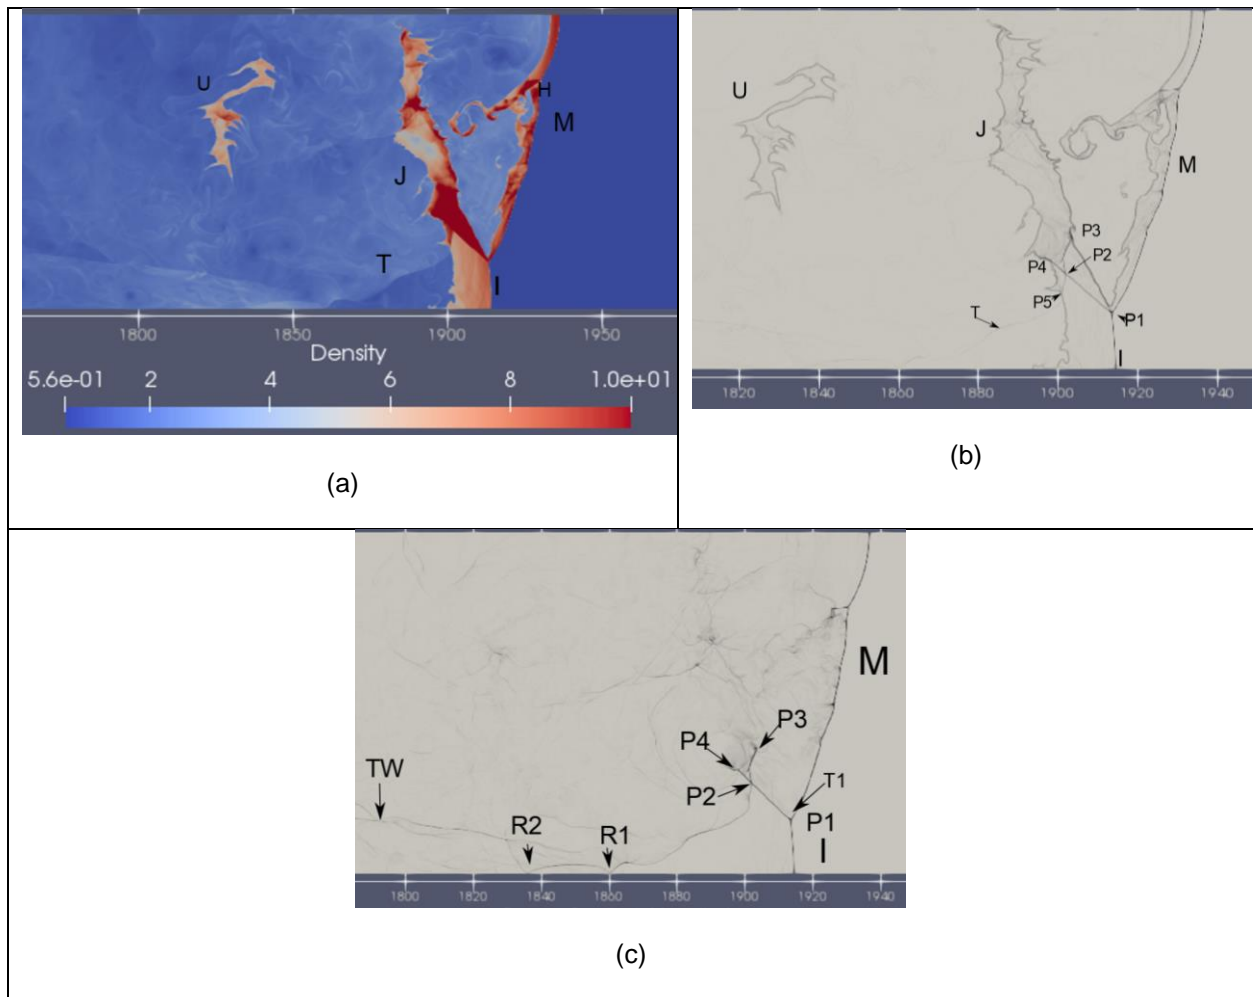 U
H
M
J
T
I
1800 1850 1900 1950
Density
5.6e-01 2 4 6 8 1.0e+01
(a)
U
J
M
P3
P4 P2
P5
T
P1
I
1820 1840 1860 1880 1900 1920 1940
(b)
M
P3
P4
TW
T1
P2
R2 R1
P1
I
1800 1820 1840 1860 1880 1900 1920 1940
(c)